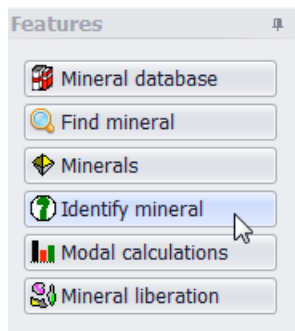 Features
Mineral database
Find mineral
Minerals
Identify mineral
Modal calculations
Mineral liberation